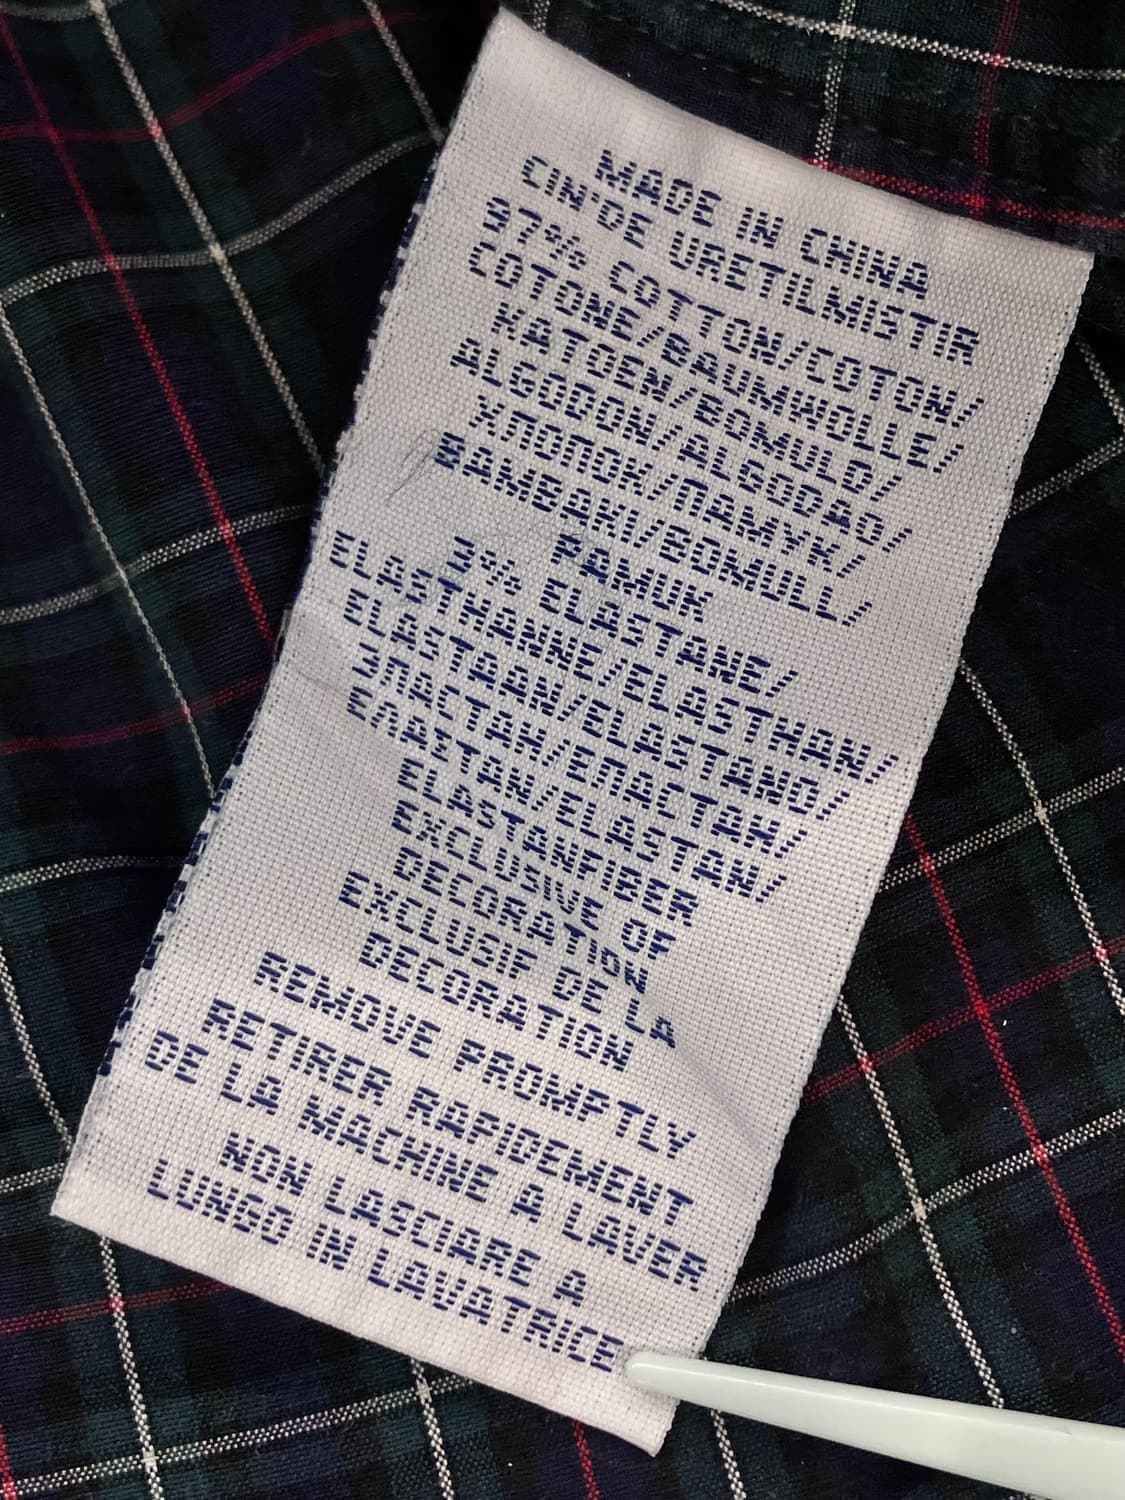 MADE IN CHINA
CIN'DE URETILMISTIR
97% COTTON/COTON/
COTONE/BAUMWOLLE/
KATOEN/BOMULD/
ALGODON/ALGODAO/
ХЛОПОК/ПАМУК/
ΒΑΜΒΑΚΙ/BOMULL/
PAMUK
3% ELASTANE/
ELASTHANNE/ELASTHAN/
ELASTAAN/ELASTANO/
ЭЛАСТАН/ЕЛАСТАН/
ΕΛΑΣΤΑΝ/ELASTAN/
ELASTANFIBER
EXCLUSIVE OF
DECORATION
EXCLUSIF DE LA
DECORATION
REMOVE PROMPTLY
RETIRER RAPIDEMENT
DE LA MACHINE A LAVER
NON LASCIARE A
LUNGO IN LAVATRICE